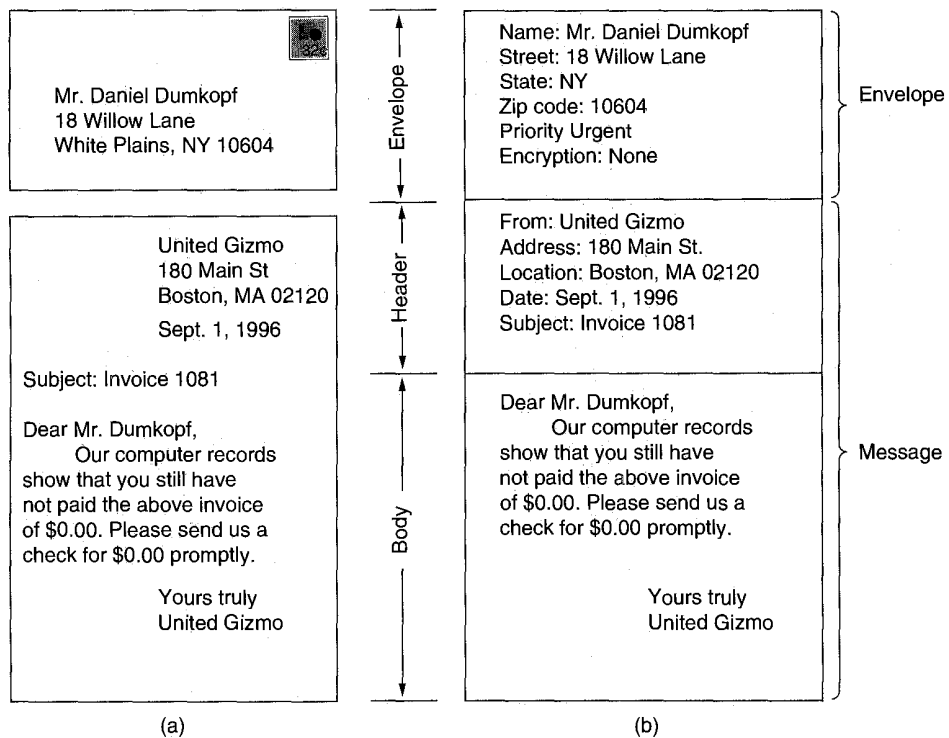 32¢
Mr. Daniel Dumkopf
18 Willow Lane
White Plains, NY 10604
United Gizmo
180 Main St
Boston, MA 02120
Sept. 1, 1996
Subject: Invoice 1081
Dear Mr. Dumkopf,
Our computer records
show that you still have
not paid the above invoice
of $0.00. Please send us a
check for $0.00 promptly.
Yours truly
United Gizmo
(a)
Envelope
Header
Body
Name: Mr. Daniel Dumkopf
Street: 18 Willow Lane
State: NY
Zip code: 10604
Priority Urgent
Encryption: None
From: United Gizmo
Address: 180 Main St.
Location: Boston, MA 02120
Date: Sept. 1, 1996
Subject: Invoice 1081
Dear Mr. Dumkopf,
Our computer records
show that you still have
not paid the above invoice
of $0.00. Please send us a
check for $0.00 promptly.
Yours truly
United Gizmo
(b)
Envelope
Message